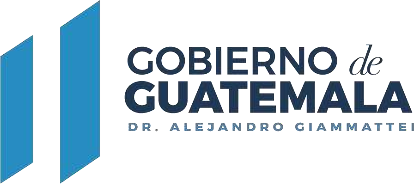 GOBIERNO de
GUATEMALA
DR. ALEJANDRO GIAMMATTEI